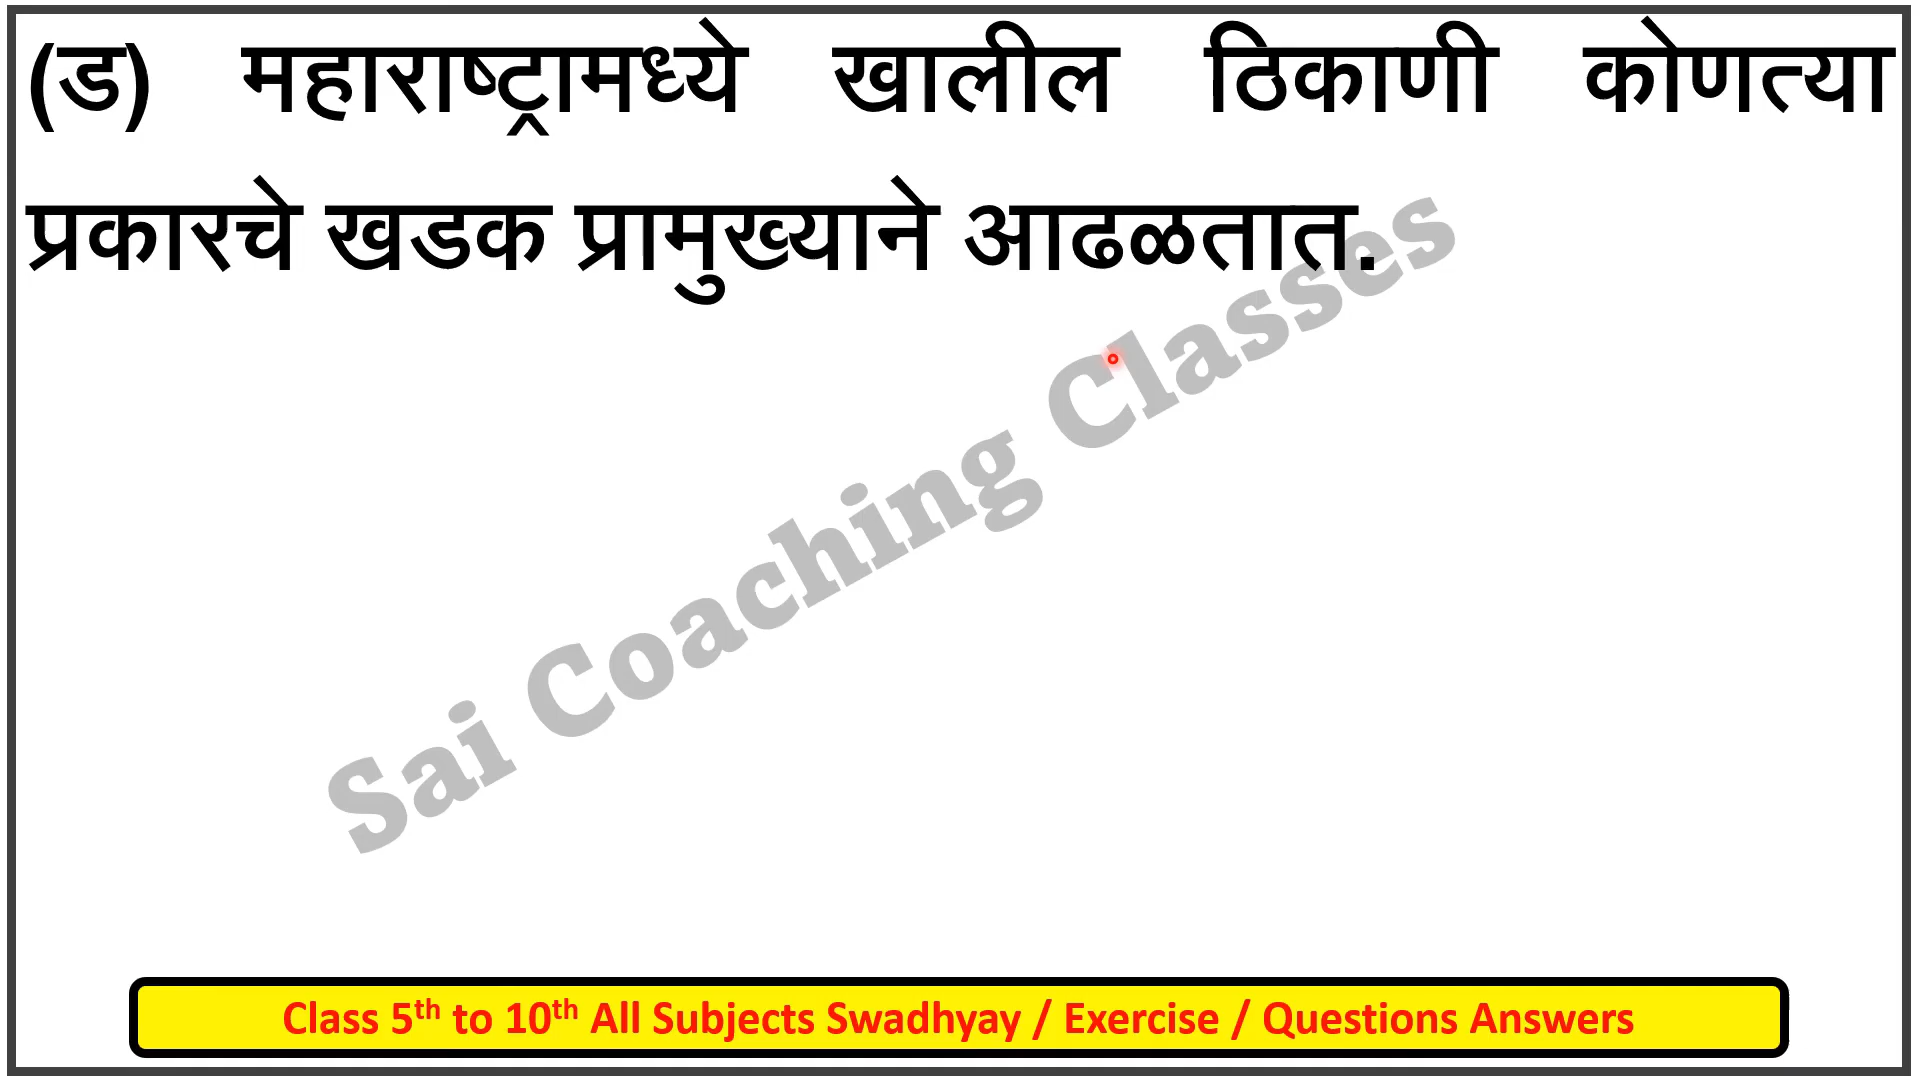 (ड) महाराष्ट्रामध्ये खालील ठिकाणी कोणत्या
प्रकारचे खडक प्रामुख्याने आढळतात.
Sai Coaching Classes
Class 5th to 10th All Subjects Swadhyay / Exercise / Questions Answers